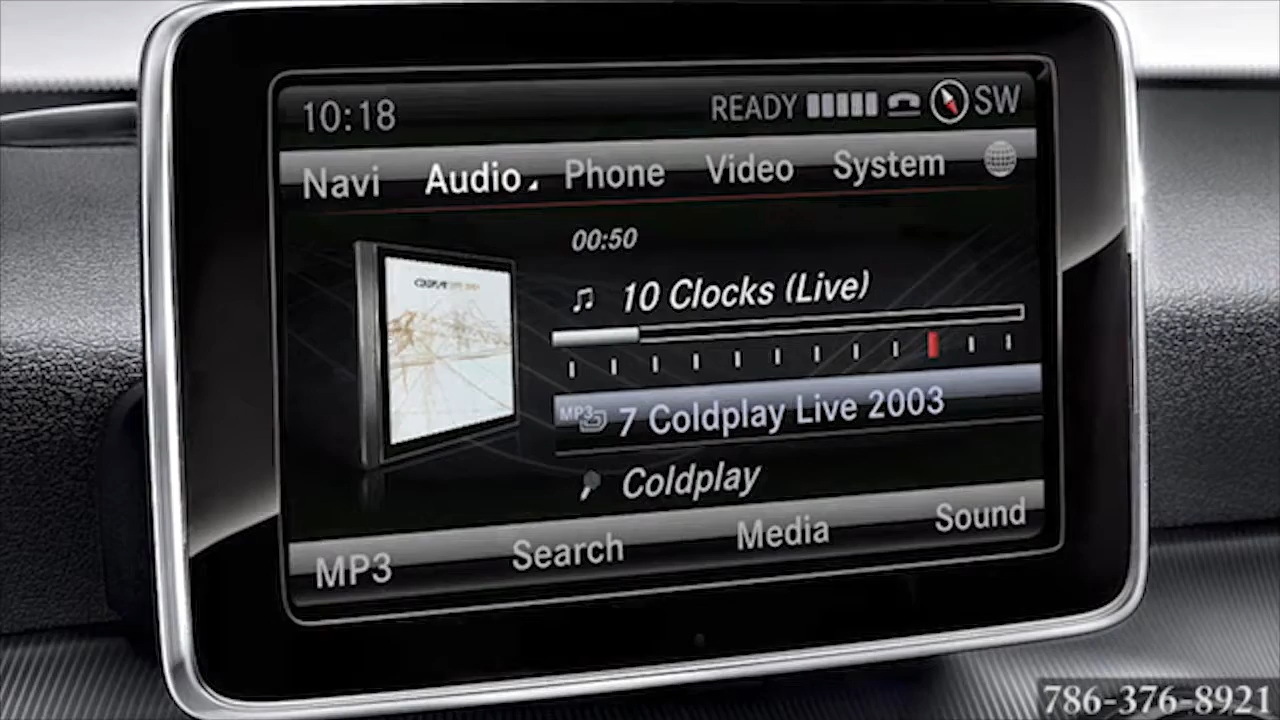 10:18 READY SW
Navi Audio Phone Video System
00:50
10 Clocks (Live)
MP3 7 Coldplay Live 2003
Coldplay
MP3 Search Media Sound
786-376-8921